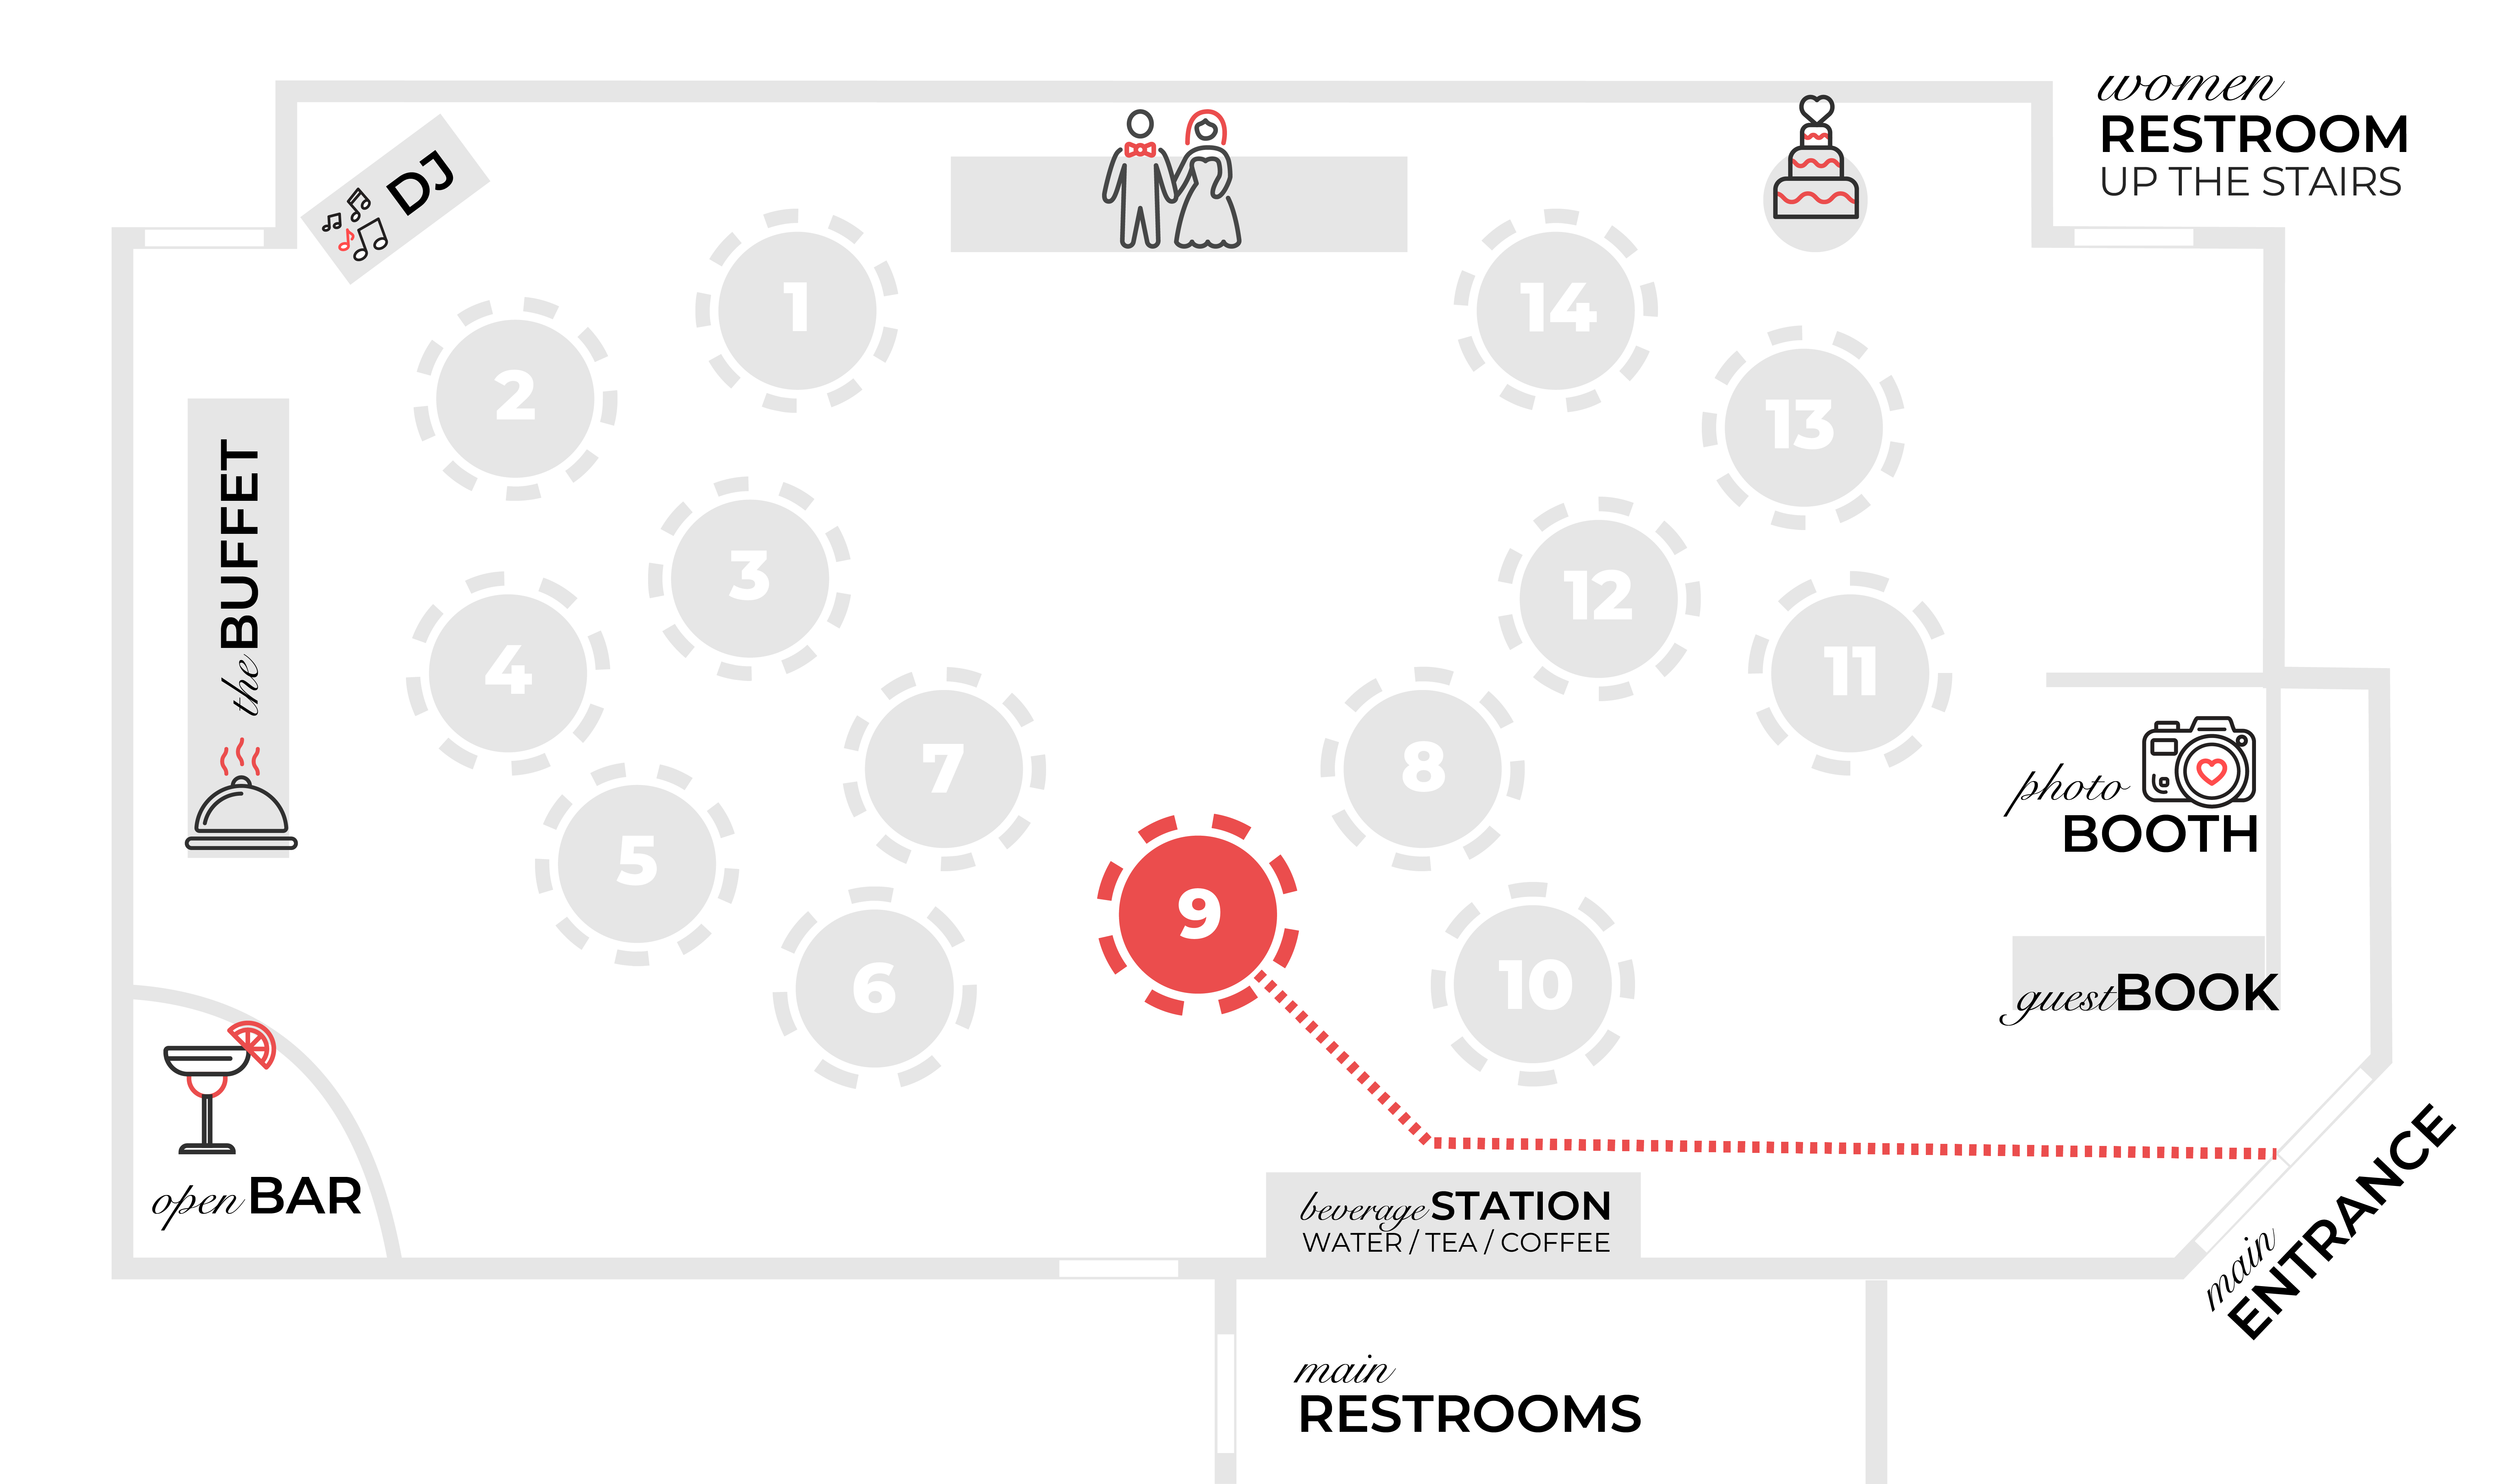 women
RESTROOM
UP THE STAIRS
DJ
1
14
2
13
the BUFFET
3
12
4
11
7
8
photo
BOOTH
5
9
6
10
guest BOOK
open BAR
beverage STATION
WATER / TEA / COFFEE
main
ENTRANCE
main
RESTROOMS